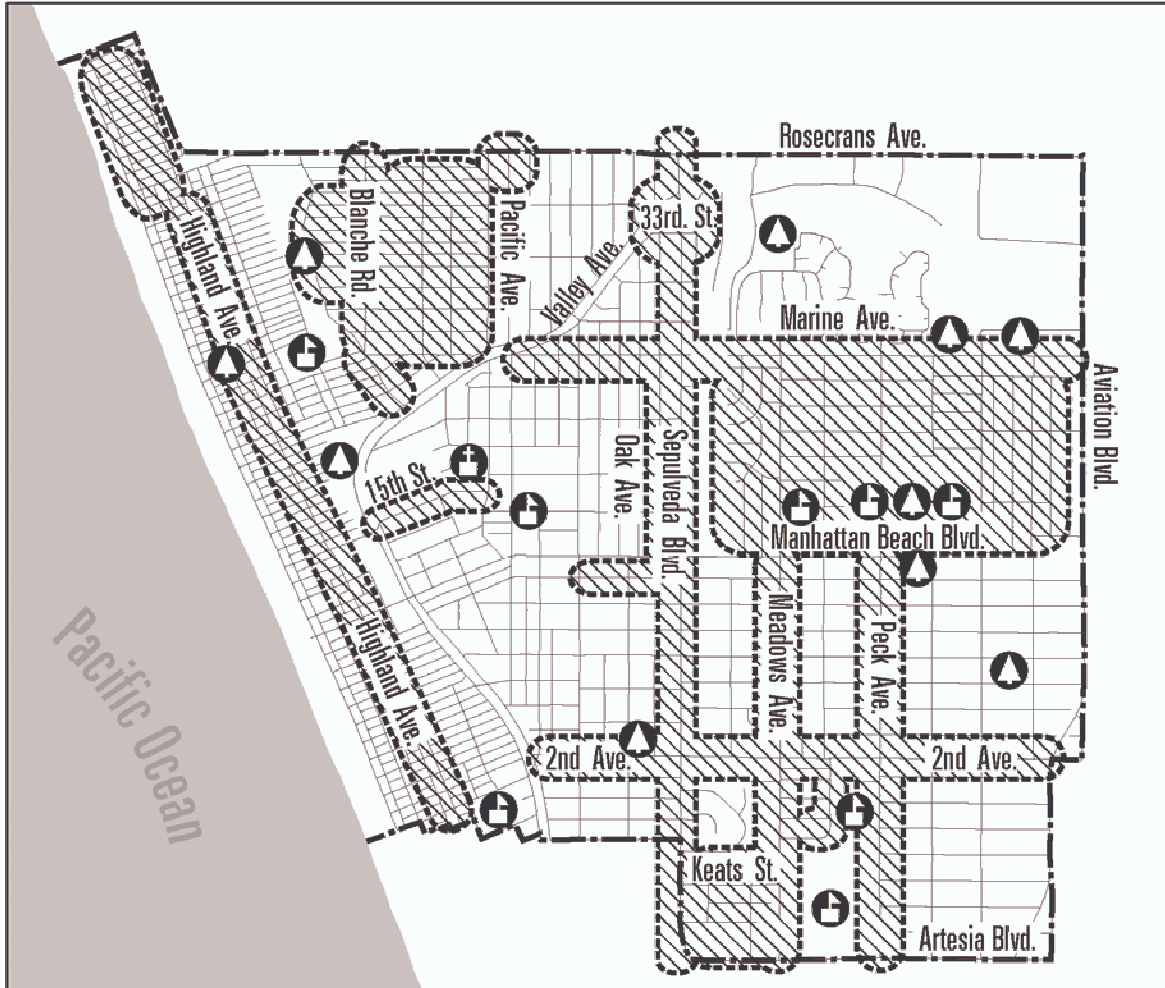 Rosecrans Ave.
33rd. St.
Blanche Rd.
Pacific Ave.
Highland Ave.
Valley Ave.
Marine Ave.
Aviation Blvd.
Oak Ave.
Sepulveda Blvd.
15th St.
Manhattan Beach Blvd.
Pacific Ocean
Highland Ave.
Meadows Ave.
Peck Ave.
2nd Ave.
2nd Ave.
Keats St.
Artesia Blvd.